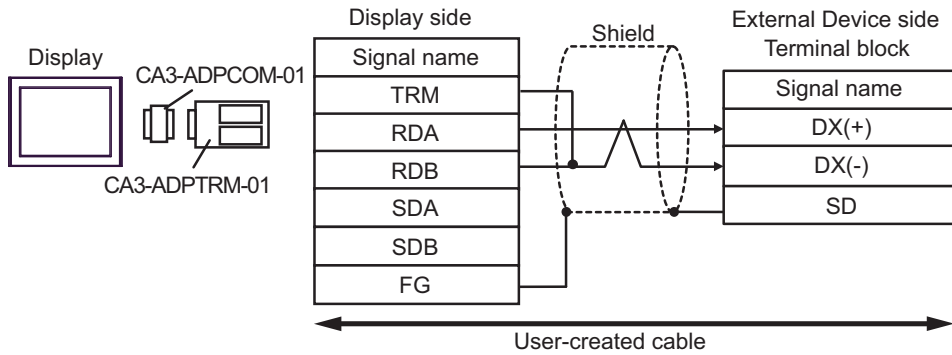 Display
CA3-ADPCOM-01
CA3-ADPTRM-01
Display side
Signal name
TRM
RDA
RDB
SDA
SDB
FG
Shield
External Device side
Terminal block
Signal name
DX(+)
DX(-)
SD
User-created cable